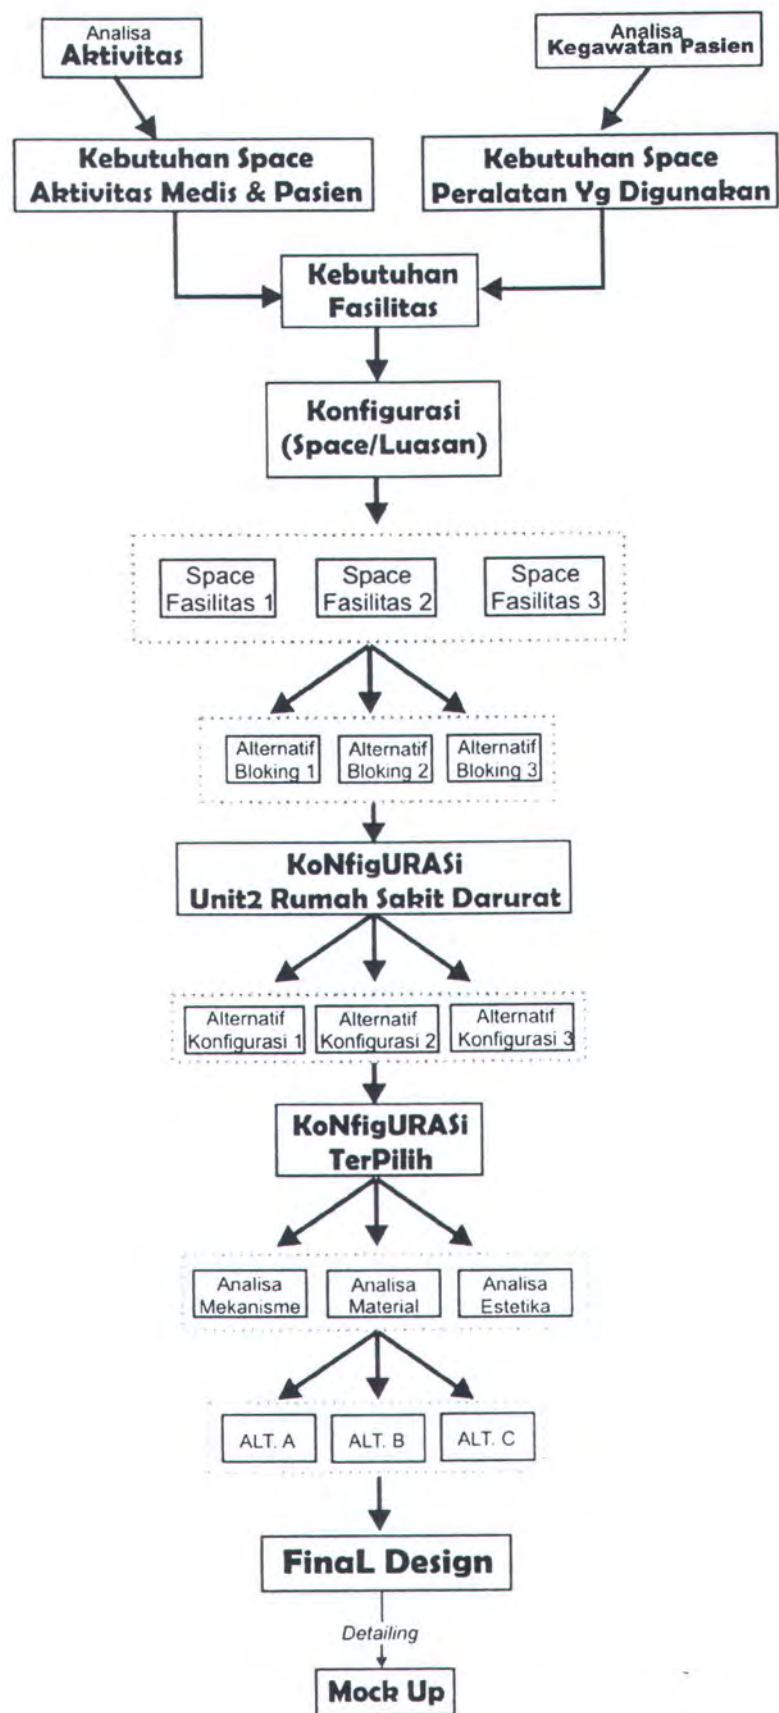 Analisa
Aktivitas
Analisa
Kegawatan Pasien
Kebutuhan Space
Aktivitas Medis & Pasien
Kebutuhan Space
Peralatan Yg Digunakan
Kebutuhan
Fasilitas
Konfigurasi
(Space/Luasan)
Space
Fasilitas 1
Space
Fasilitas 2
Space
Fasilitas 3
Alternatif
Bloking 1
Alternatif
Bloking 2
Alternatif
Bloking 3
KoNfigURASi
Unit2 Rumah Sakit Darurat
Alternatif
Konfigurasi 1
Alternatif
Konfigurasi 2
Alternatif
Konfigurasi 3
KoNfigURASi
TerPilih
Analisa
Mekanisme
Analisa
Material
Analisa
Estetika
ALT. A
ALT. B
ALT. C
FinaL Design
Detailing
Mock Up